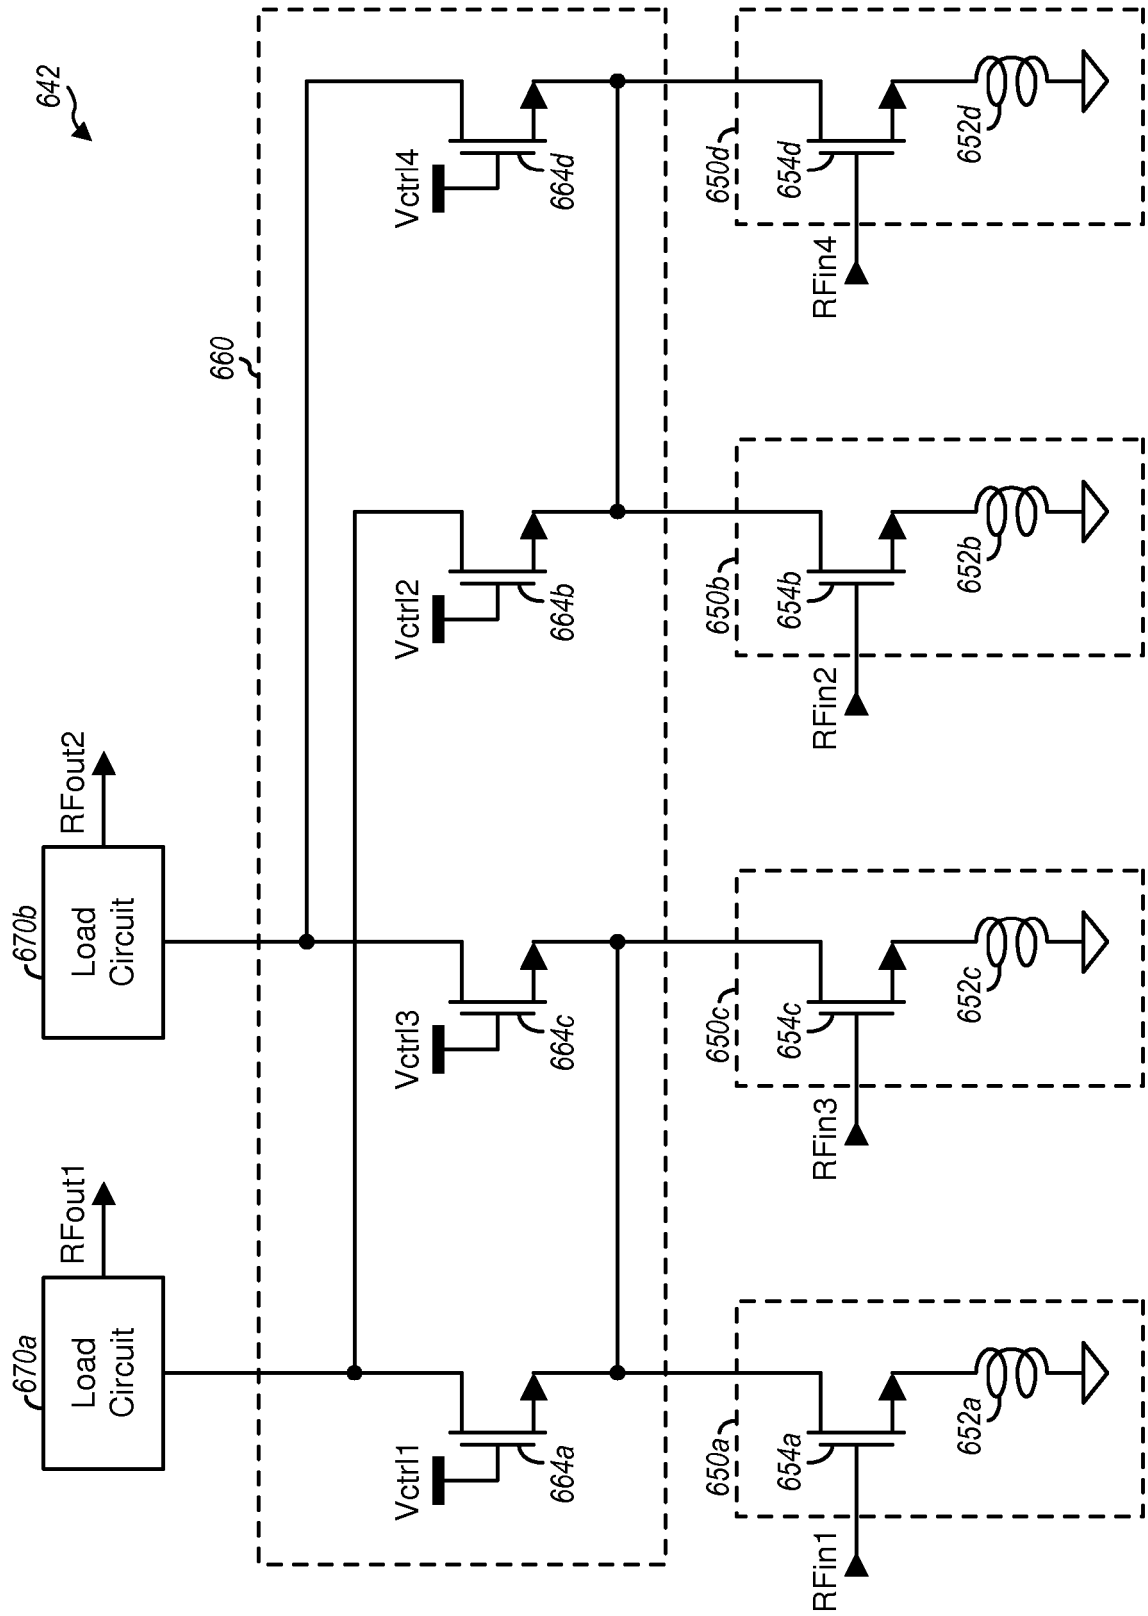 642
670a
Load
Circuit
RFout1
670b
Load
Circuit
RFout2
660
Vctrl1
664a
Vctrl3
664c
Vctrl2
664b
Vctrl4
664d
650a
654a
RFin1
652a
650c
654c
RFin3
652c
650b
654b
RFin2
652b
650d
654d
RFin4
652d